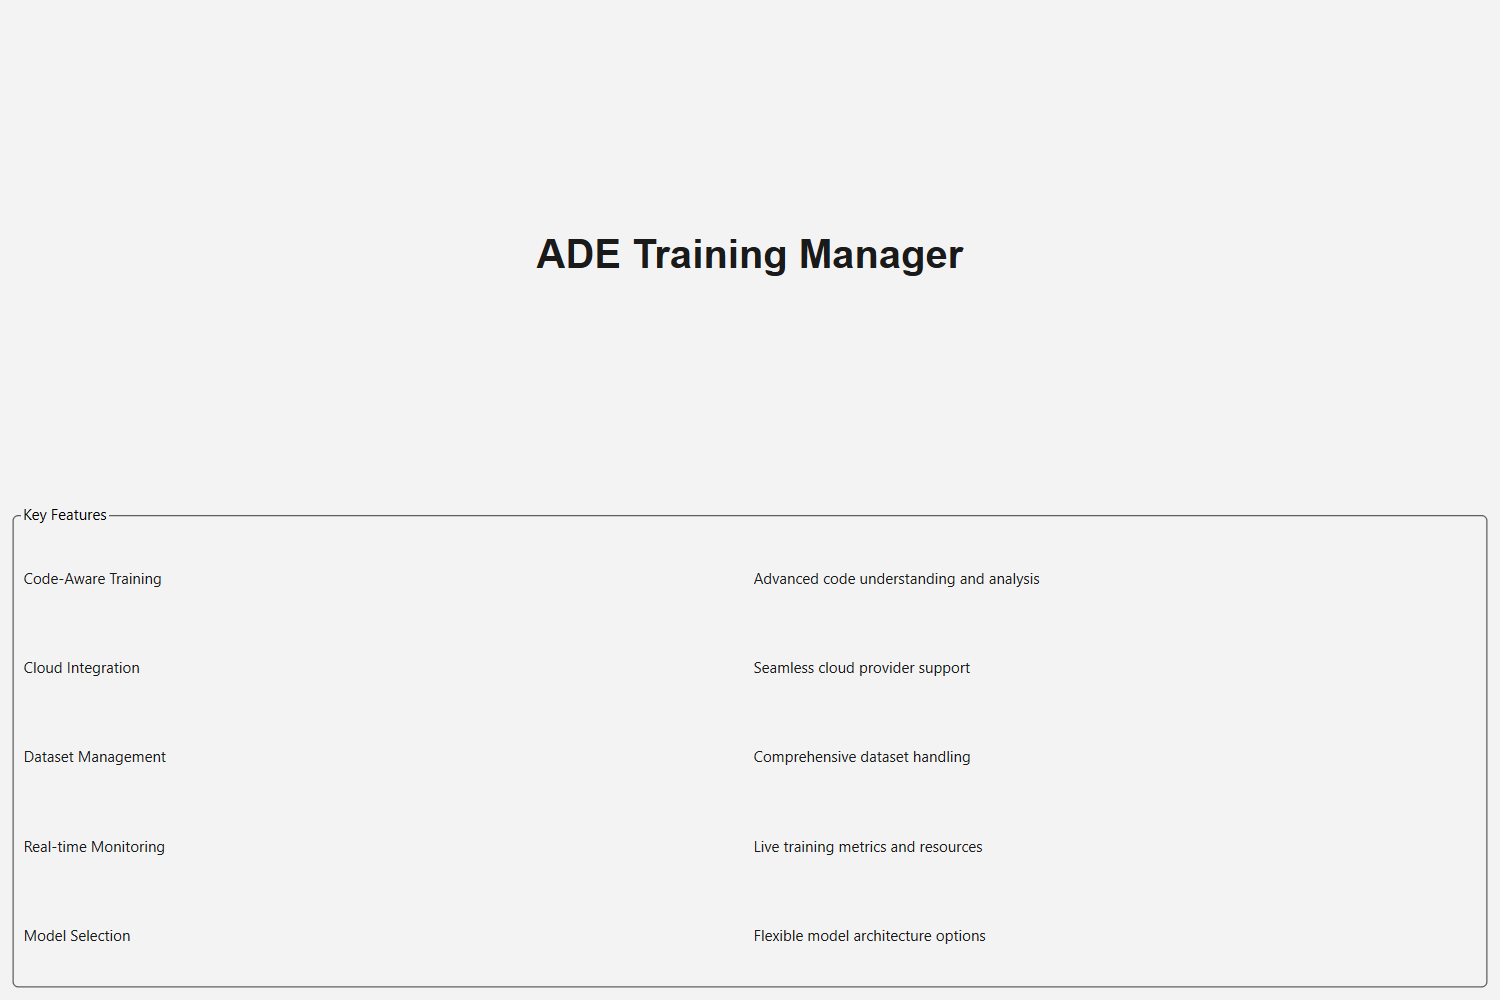 ADE Training Manager
Key Features
Code-Aware Training Advanced code understanding and analysis
Cloud Integration Seamless cloud provider support
Dataset Management Comprehensive dataset handling
Real-time Monitoring Live training metrics and resources
Model Selection Flexible model architecture options